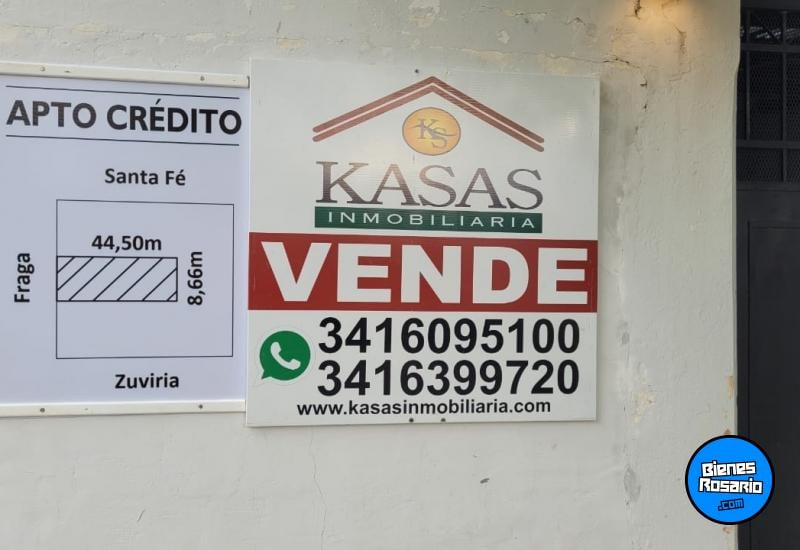 APTO CRÉDITO
Santa Fé
44,50m
8,66m
Fraga
Zuviria
KS
KASAS
INMOBILIARIA
VENDE
3416095100
3416399720
www.kasasinmobiliaria.com
Bienes
Rosario
.com